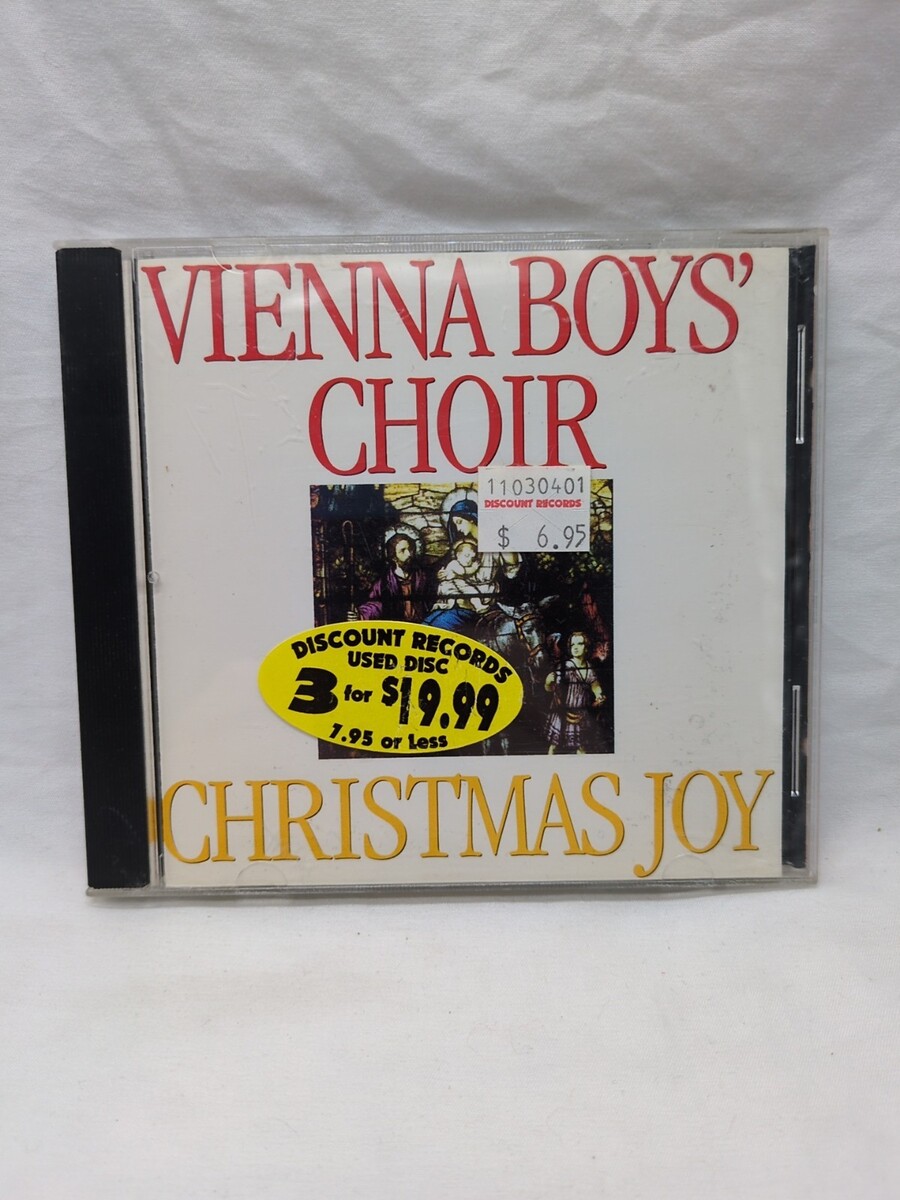 VIENNA BOYS'
CHOIR
11030401
DISCOUNT RECORDS
$ 6.95
DISCOUNT RECORDS
USED DISC
3 for $19.99
7.95 or Less
CHRISTMAS JOY